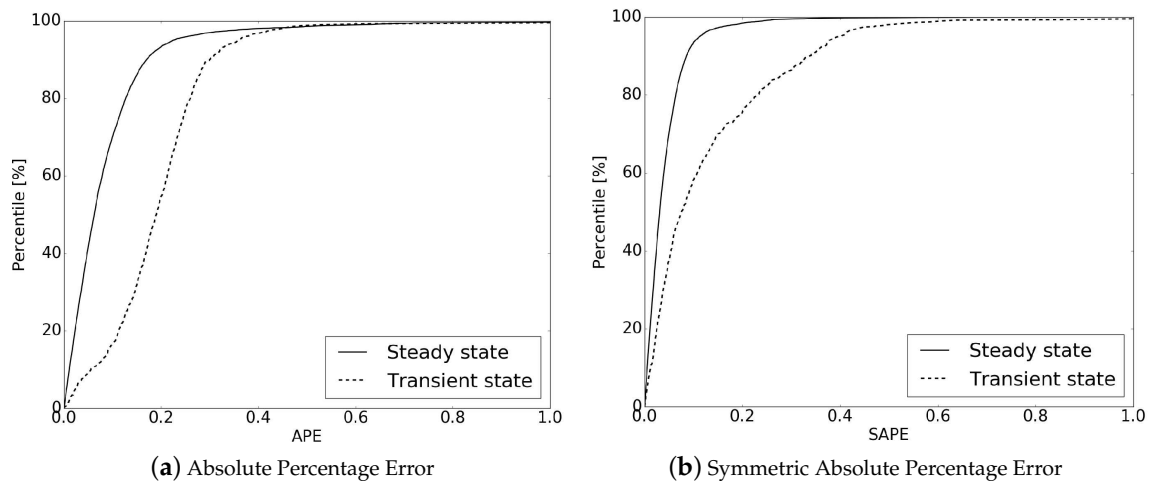 100
80
60
40
20
0
Percentile [%]
0.0 0.2 0.4 0.6 0.8 1.0
APE
Steady state
Transient state
(a) Absolute Percentage Error
100
80
60
40
20
0
Percentile [%]
0.0 0.2 0.4 0.6 0.8 1.0
SAPE
Steady state
Transient state
(b) Symmetric Absolute Percentage Error